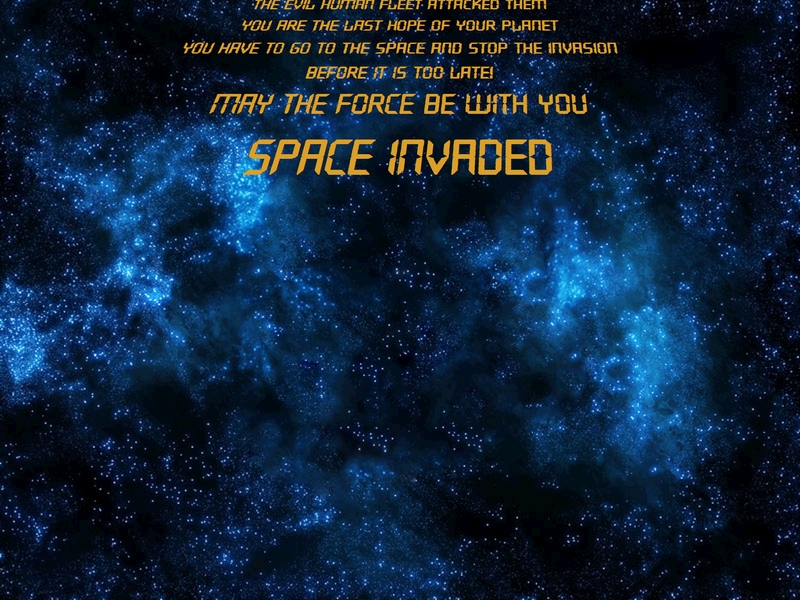 THE EVIL HUMAN FLEET ATTACKED THEM
YOU ARE THE LAST HOPE OF YOUR PLANET
YOU HAVE TO GO TO THE SPACE AND STOP THE INVASION
BEFORE IT IS TOO LATE!
MAY THE FORCE BE WITH YOU
SPACE INVADED